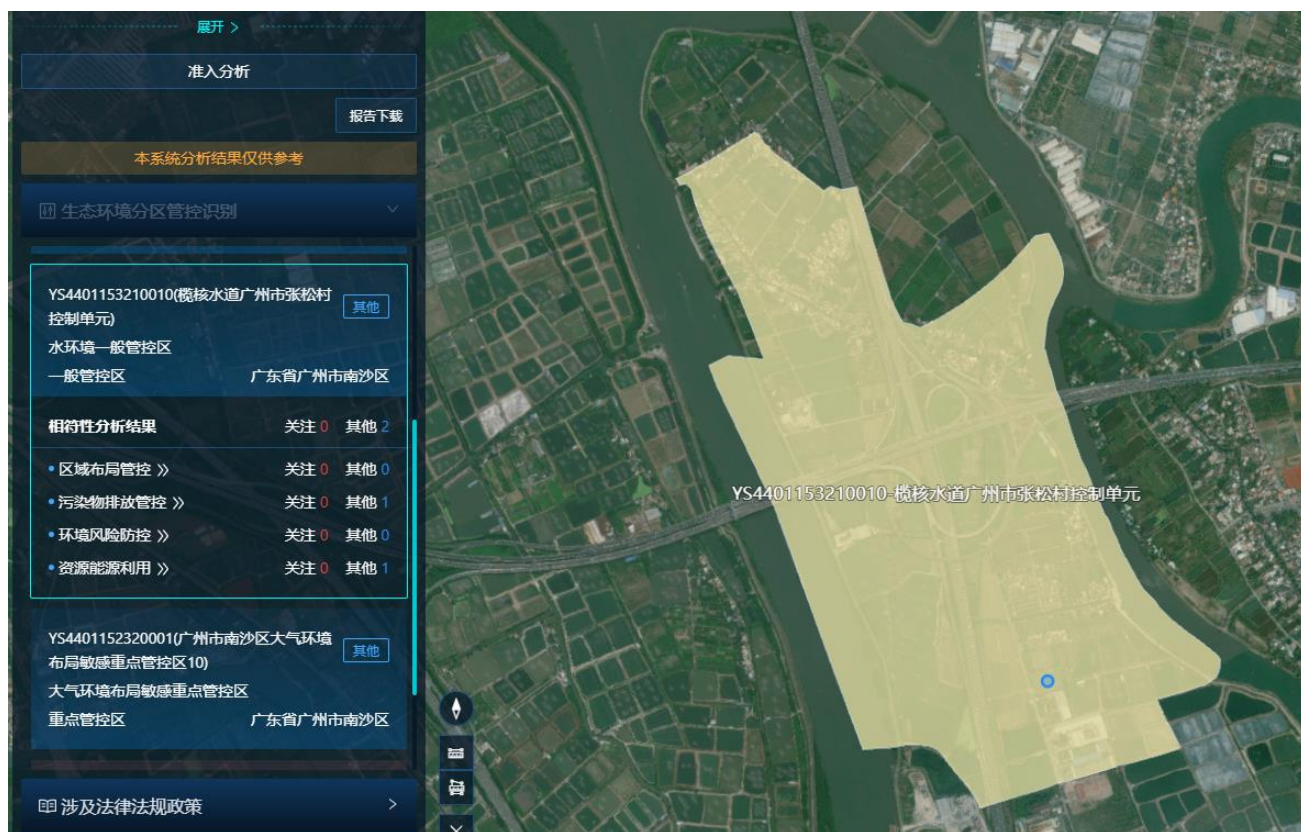 展开 >
准入分析
报告下载
本系统分析结果仅供参考
生态环境分区管控识别
YS4401153210010(榄核水道广州市张松村
控制单元)
其他
水环境一般管控区
一般管控区 广东省广州市南沙区
相符性分析结果 关注 0 其他 2
• 区域布局管控 》 关注 0 其他 0
• 污染物排放管控 》 关注 0 其他 1
• 环境风险防控 》 关注 0 其他 0
• 资源能源利用 》 关注 0 其他 1
YS4401152320001(广州市南沙区大气环境
布局敏感重点管控区10)
其他
大气环境布局敏感重点管控区
重点管控区 广东省广州市南沙区
涉及法律法规政策 >
YS4401153210010-榄核水道广州市张松村控制单元